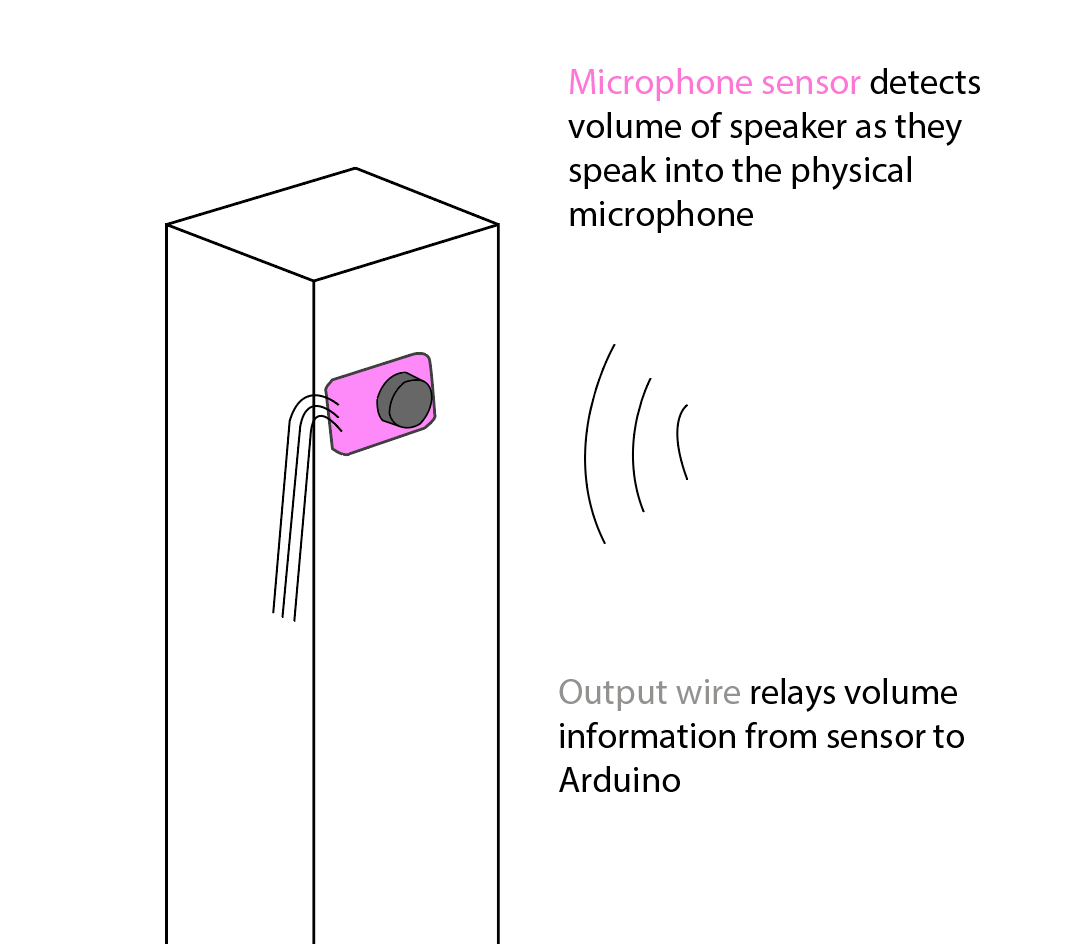 Microphone sensor detects
volume of speaker as they
speak into the physical
microphone
Output wire relays volume
information from sensor to
Arduino